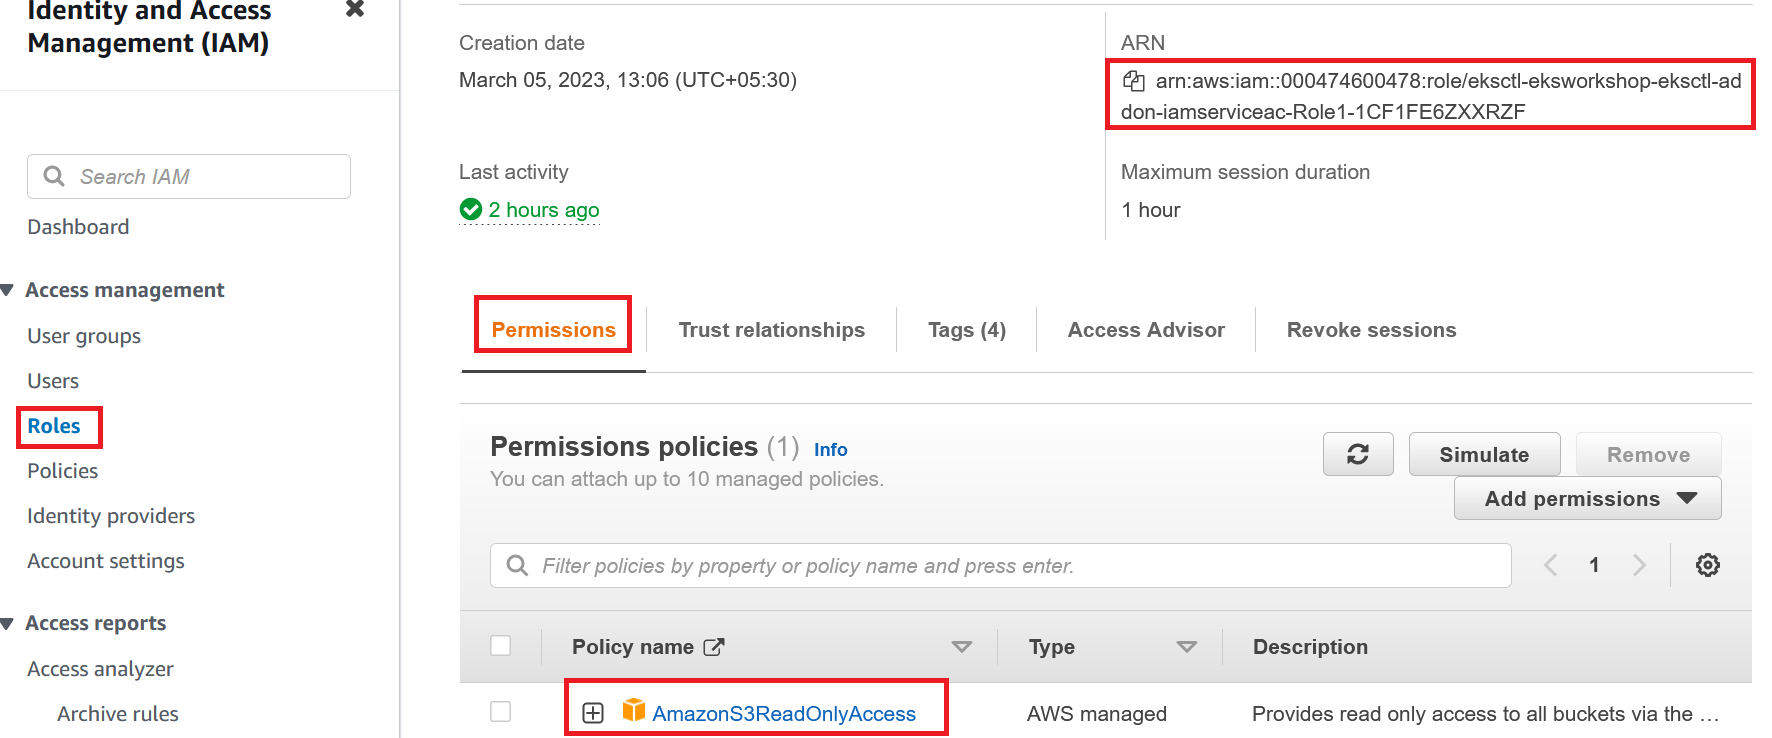 Identity and Access
Management (IAM)
Search IAM
Dashboard
Access management
User groups
Users
Roles
Policies
Identity providers
Account settings
Access reports
Access analyzer
Archive rules
Creation date
March 05, 2023, 13:06 (UTC+05:30)
ARN
arn:aws:iam::000474600478:role/eksctl-eksworkshop-eksctl-ad
don-iamserviceac-Role1-1CF1FE6ZXXRZF
Last activity
2 hours ago
Maximum session duration
1 hour
Permissions Trust relationships Tags (4) Access Advisor Revoke sessions
Permissions policies (1) Info
You can attach up to 10 managed policies.
Simulate Remove
Add permissions
Filter policies by property or policy name and press enter.
1
Policy name Type Description
AmazonS3ReadOnlyAccess AWS managed Provides read only access to all buckets via the ...